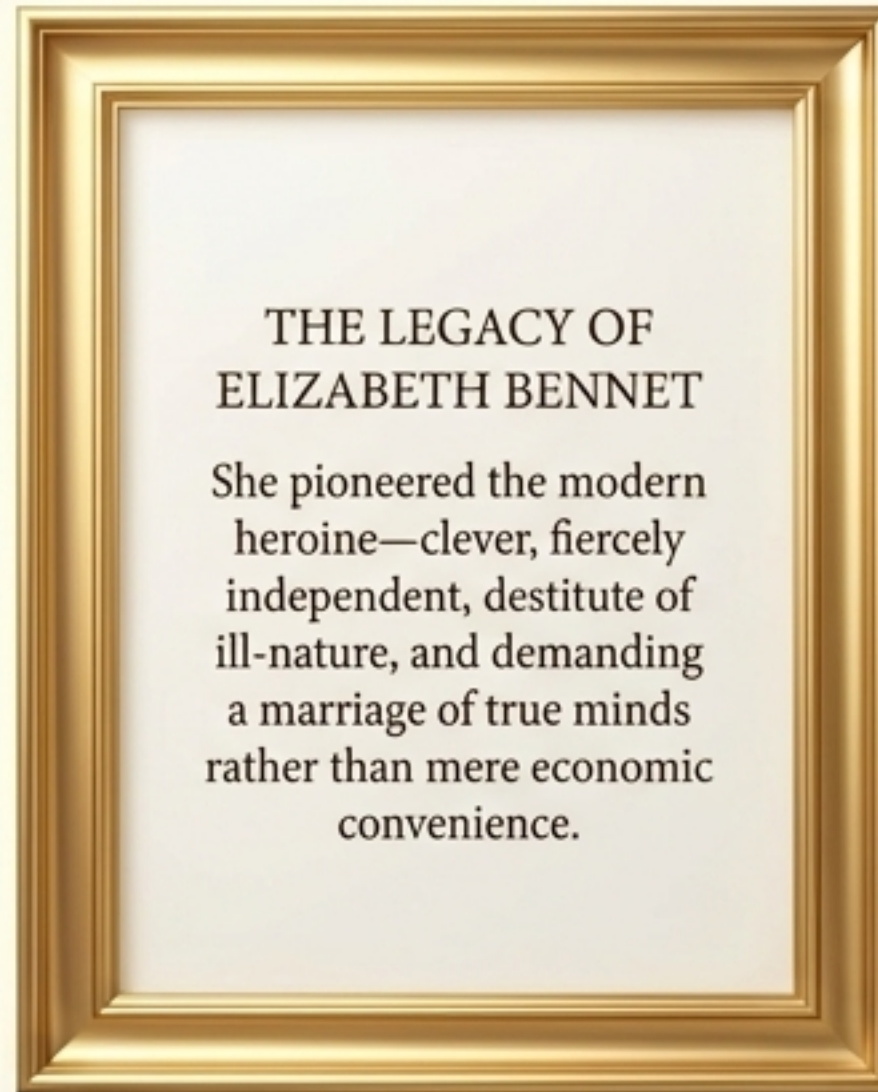 THE LEGACY OF
ELIZABETH BENNET
She pioneered the modern
heroine—clever, fiercely
independent, destitute of
ill-nature, and demanding
a marriage of true minds
rather than mere economic
convenience.